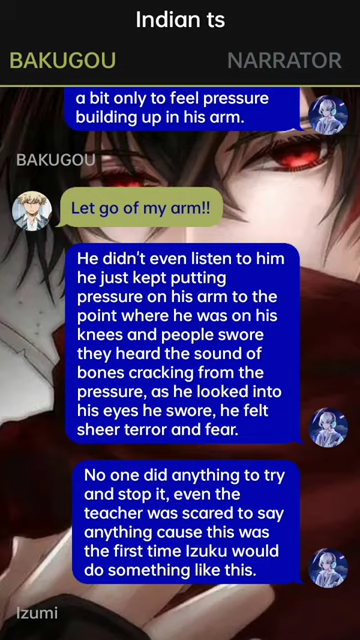 Indian ts
BAKUGOU
NARRATOR
a bit only to feel pressure
building up in his arm.
BAKUGOU
Let go of my arm!!
He didn't even listen to him
he just kept putting
pressure on his arm to the
point where he was on his
knees and people swore
they heard the sound of
bones cracking from the
pressure, as he looked into
his eyes he swore, he felt
sheer terror and fear.
No one did anything to try
and stop it, even the
teacher was scared to say
anything cause this was
the first time Izuku would
do something like this.
Izumi